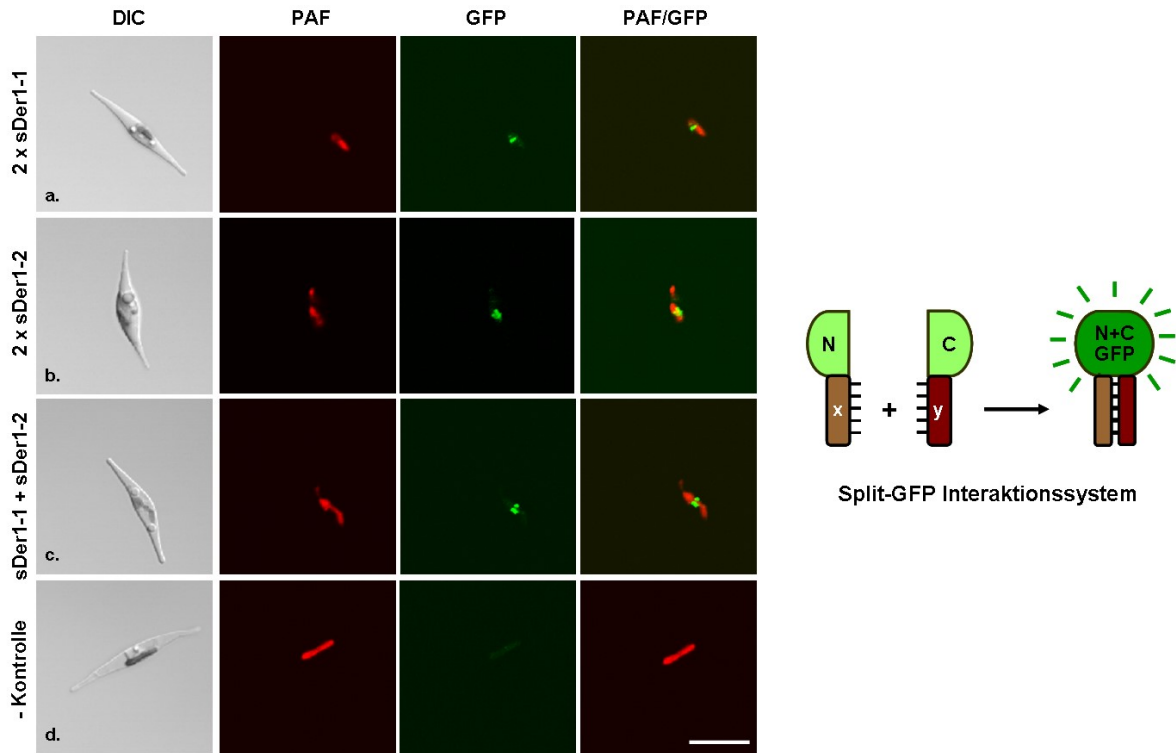 DIC PAF GFP PAF/GFP
2 x sDer1-1
a.
2 x sDer1-2
b.
sDer1-1 + sDer1-2
c.
- Kontrolle
d.
N C N+C
GFP
x + y
Split-GFP Interaktionssystem